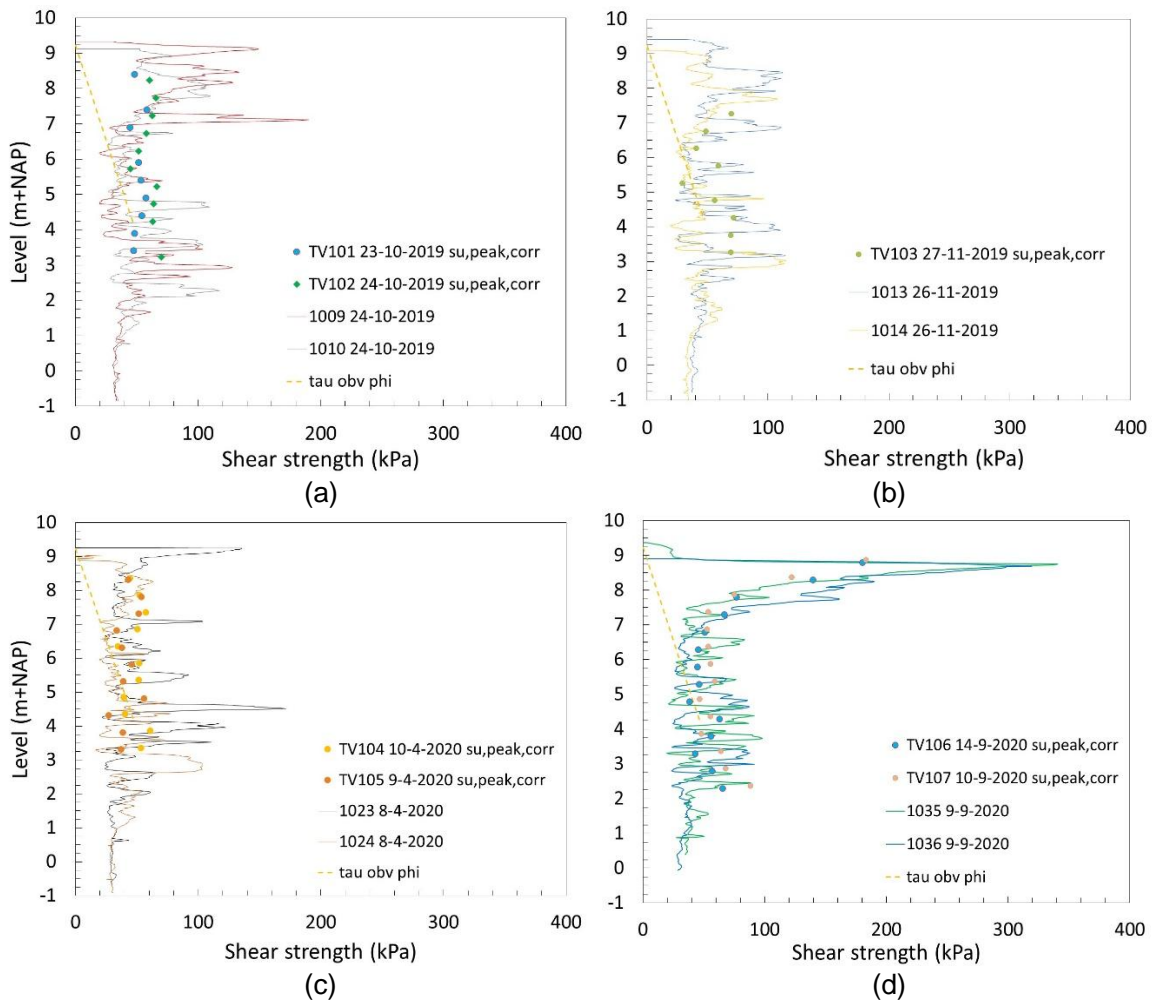 10
9
8
7
6
5
4
3
2
1
0
-1
Level (m+NAP)
TV101 23-10-2019 su,peak,corr
TV102 24-10-2019 su,peak,corr
1009 24-10-2019
1010 24-10-2019
tau obv phi
0 100 200 300 400
Shear strength (kPa)
(a)
10
9
8
7
6
5
4
3
2
1
0
-1
TV103 27-11-2019 su,peak,corr
1013 26-11-2019
1014 26-11-2019
tau obv phi
0 100 200 300 400
Shear strength (kPa)
(b)
10
9
8
7
6
5
4
3
2
1
0
-1
Level (m+NAP)
TV104 10-4-2020 su,peak,corr
TV105 9-4-2020 su,peak,corr
1023 8-4-2020
1024 8-4-2020
tau obv phi
0 100 200 300 400
Shear strength (kPa)
(c)
10
9
8
7
6
5
4
3
2
1
0
-1
TV106 14-9-2020 su,peak,corr
TV107 10-9-2020 su,peak,corr
1035 9-9-2020
1036 9-9-2020
tau obv phi
0 100 200 300 400
Shear strength (kPa)
(d)